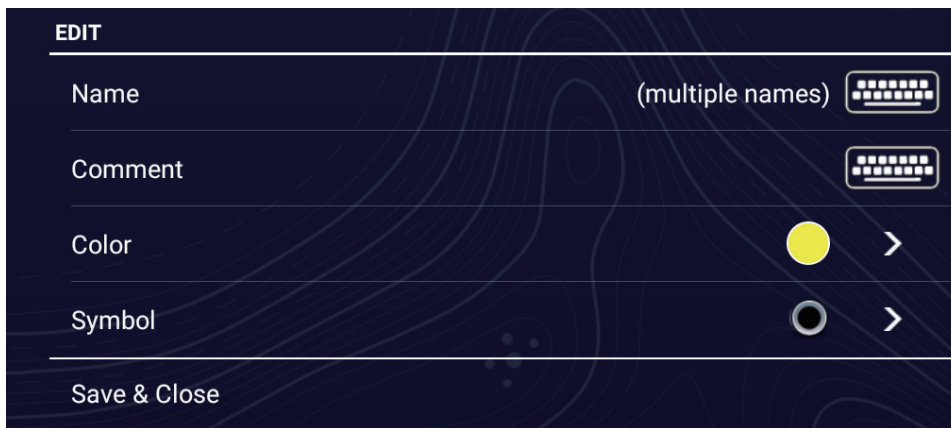 EDIT
Name (multiple names)
Comment
Color
Symbol
Save & Close